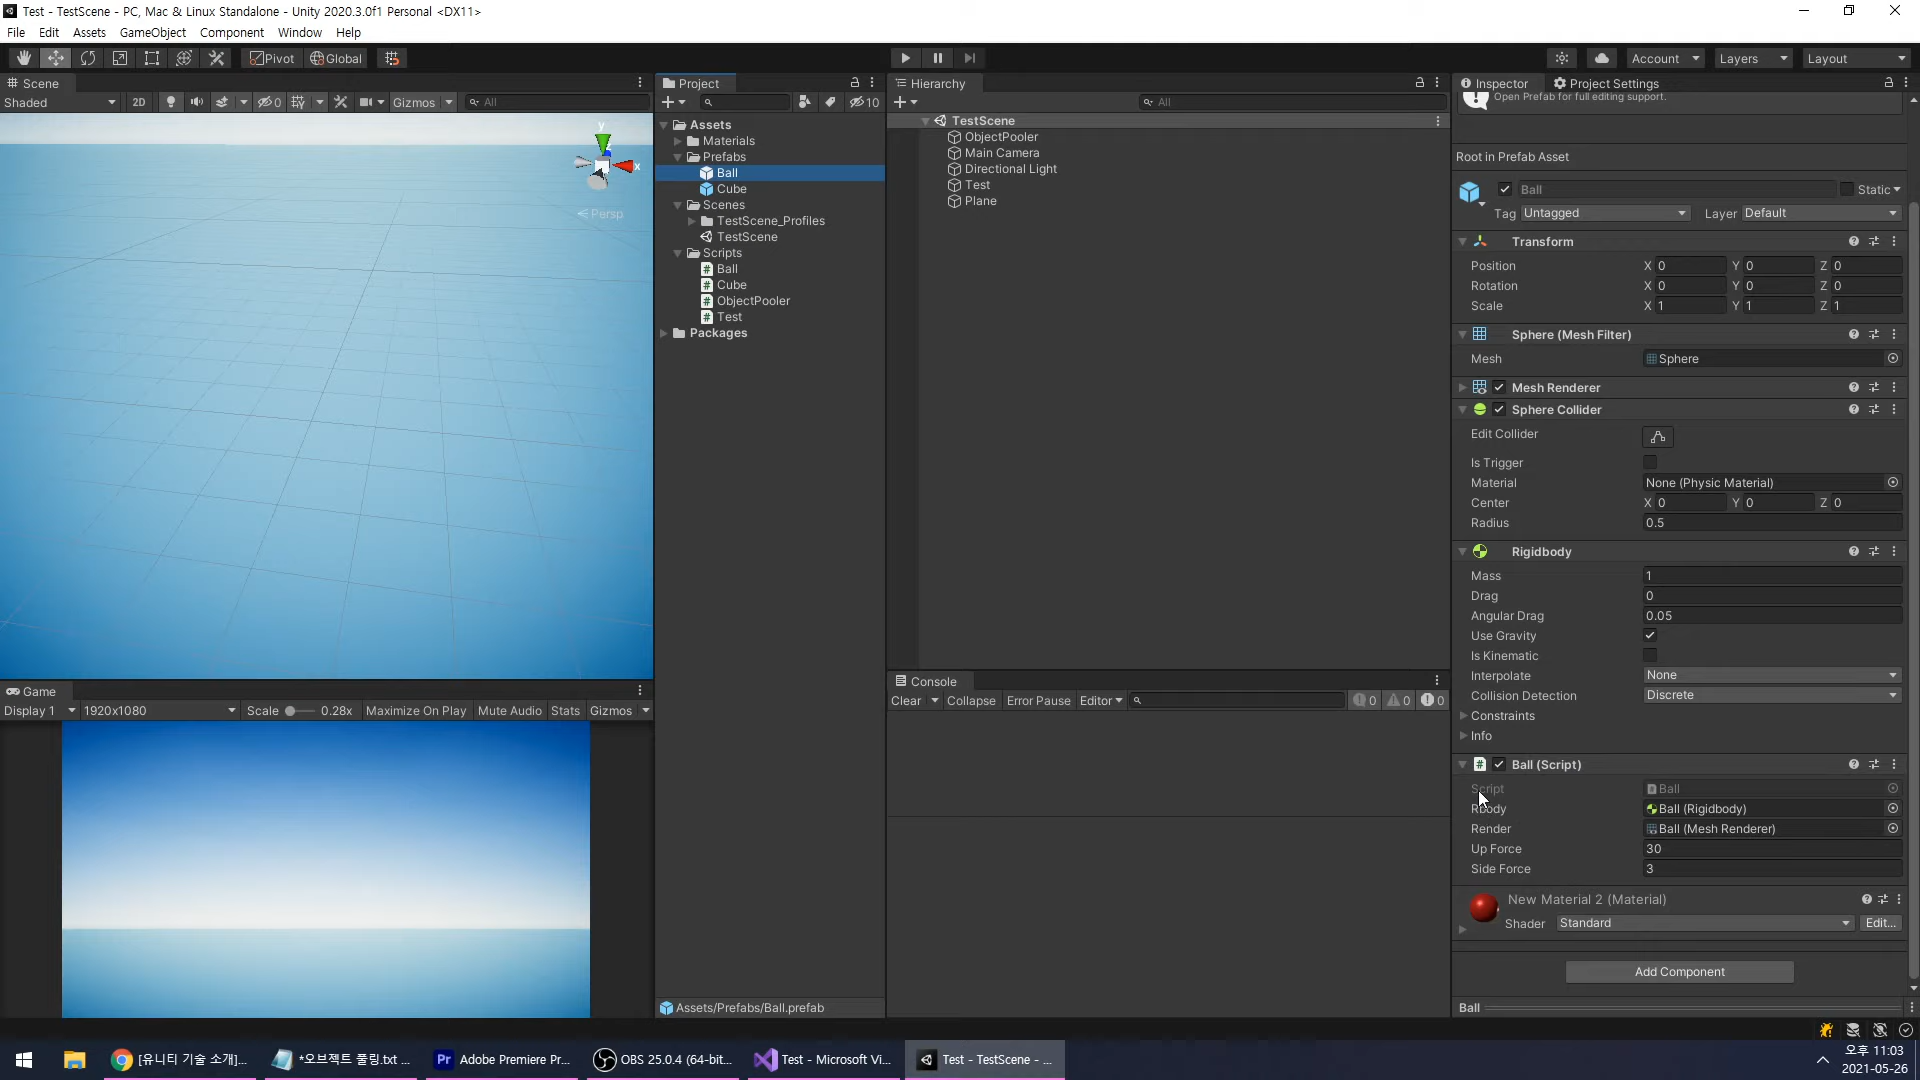 Test - TestScene - PC, Mac & Linux Standalone - Unity 2020.3.0f1 Personal <DX11>
File Edit Assets GameObject Component Window Help
Pivot Global Account Layers Layout
Scene
Shaded 2D 0 Gizmos All
y
x
Persp
Game
Display 1 1920x1080 Scale 0.28x Maximize On Play Mute Audio Stats Gizmos
Project
10
Assets
Materials
Prefabs
Ball
Cube
Scenes
TestScene_Profiles
TestScene
Scripts
Ball
Cube
ObjectPooler
Test
Packages
Assets/Prefabs/Ball.prefab
Hierarchy
All
TestScene
ObjectPooler
Main Camera
Directional Light
Test
Plane
Console
Clear Collapse Error Pause Editor 0 0 0
Inspector Project Settings
Open Prefab for full editing support.
Root in Prefab Asset
Ball Static
Tag Untagged Layer Default
Transform
Position X 0 Y 0 Z 0
Rotation X 0 Y 0 Z 0
Scale X 1 Y 1 Z 1
Sphere (Mesh Filter)
Mesh Sphere
Mesh Renderer
Sphere Collider
Edit Collider
Is Trigger
Material None (Physic Material)
Center X 0 Y 0 Z 0
Radius 0.5
Rigidbody
Mass 1
Drag 0
Angular Drag 0.05
Use Gravity
Is Kinematic
Interpolate None
Collision Detection Discrete
Constraints
Info
Ball (Script)
Script Ball
Rbody Ball (Rigidbody)
Render Ball (Mesh Renderer)
Up Force 30
Side Force 3
New Material 2 (Material)
Shader Standard Edit...
Add Component
Ball
[유니티 기술 소개]... *오브젝트 풀링.txt ... Adobe Premiere Pr... OBS 25.0.4 (64-bit... Test - Microsoft Vi... Test - TestScene - ...
오후 11:03
2021-05-26